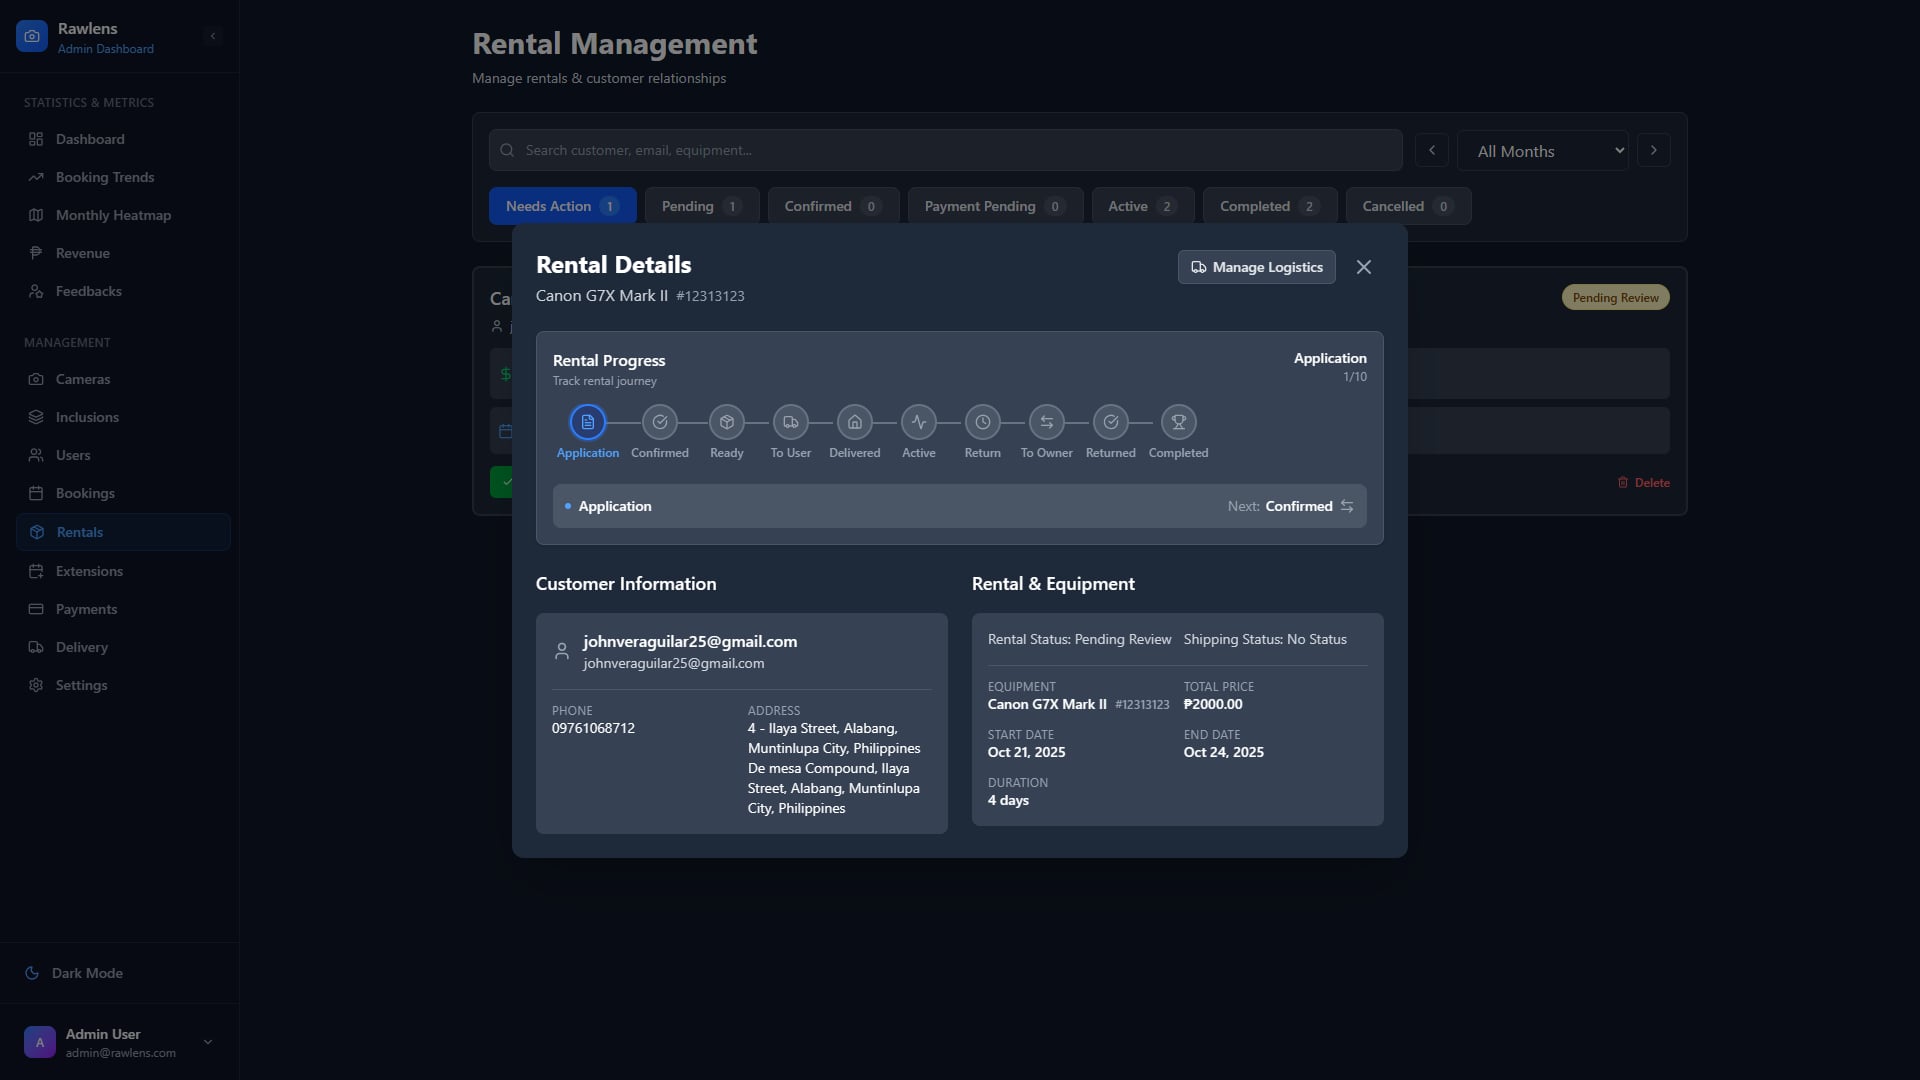 Rawlens
Admin Dashboard
STATISTICS & METRICS
Dashboard
Booking Trends
Monthly Heatmap
Revenue
Feedbacks
MANAGEMENT
Cameras
Inclusions
Users
Bookings
Rentals
Extensions
Payments
Delivery
Settings
Dark Mode
A
Admin User
admin@rawlens.com
Rental Management
Manage rentals & customer relationships
Search customer, email, equipment...
All Months
Needs Action 1
Pending 1
Confirmed 0
Payment Pending 0
Active 2
Completed 2
Cancelled 0
Ca
Pending Review
$
Delete
Rental Details
Manage Logistics
Canon G7X Mark II #12313123
Rental Progress
Application
Track rental journey
1/10
Application Confirmed Ready To User Delivered Active Return To Owner Returned Completed
Application
Next: Confirmed
Customer Information
johnveraguilar25@gmail.com
johnveraguilar25@gmail.com
PHONE
09761068712
ADDRESS
4 - Ilaya Street, Alabang,
Muntinlupa City, Philippines
De mesa Compound, Ilaya
Street, Alabang, Muntinlupa
City, Philippines
Rental & Equipment
Rental Status: Pending Review Shipping Status: No Status
EQUIPMENT
Canon G7X Mark II #12313123
TOTAL PRICE
₱2000.00
START DATE
Oct 21, 2025
END DATE
Oct 24, 2025
DURATION
4 days